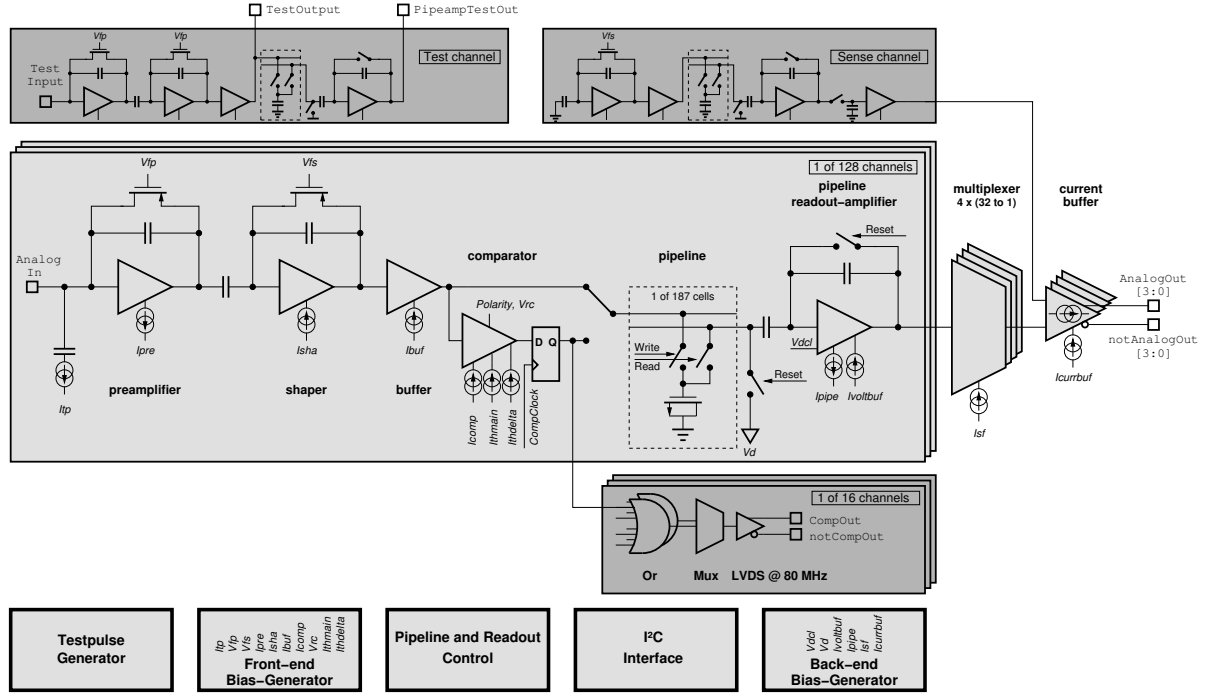 TestOutput
PipeampTestOut
Vfp
Vfp
Test channel
Test
Input
Vfs
Sense channel
1 of 128 channels
Vfp
Vfs
pipeline
readout−amplifier
multiplexer
4 x (32 to 1)
current
buffer
Reset
Analog
In
comparator
pipeline
1 of 187 cells
Polarity, Vrc
AnalogOut
[3:0]
notAnalogOut
[3:0]
Ipre
Isha
Ibuf
D Q
Write
Read
Vdcl
Reset
preamplifier
shaper
buffer
Itp
Icomp
Ithmain
Ithdelta
CompClock
Vd
Ipipe
Ivoltbuf
Icurrbuf
Isf
1 of 16 channels
CompOut
notCompOut
Or
Mux
LVDS @ 80 MHz
Testpulse
Generator
Itp
Vfp
Vfs
Ipre
Isha
Ibuf
Icomp
Vrc
Ithmain
Ithdelta
Front−end
Bias−Generator
Pipeline and Readout
Control
I²C
Interface
Vdcl
Vd
Ivoltbuf
Ipipe
Isf
Icurrbuf
Back−end
Bias−Generator